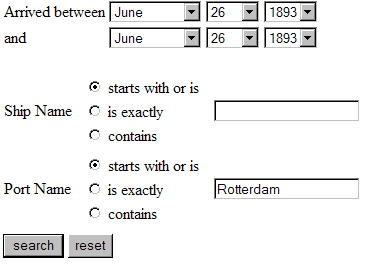 Arrived between June 26 1893
and June 26 1893
starts with or is
Ship Name is exactly
contains
starts with or is
Port Name is exactly Rotterdam
contains
search reset